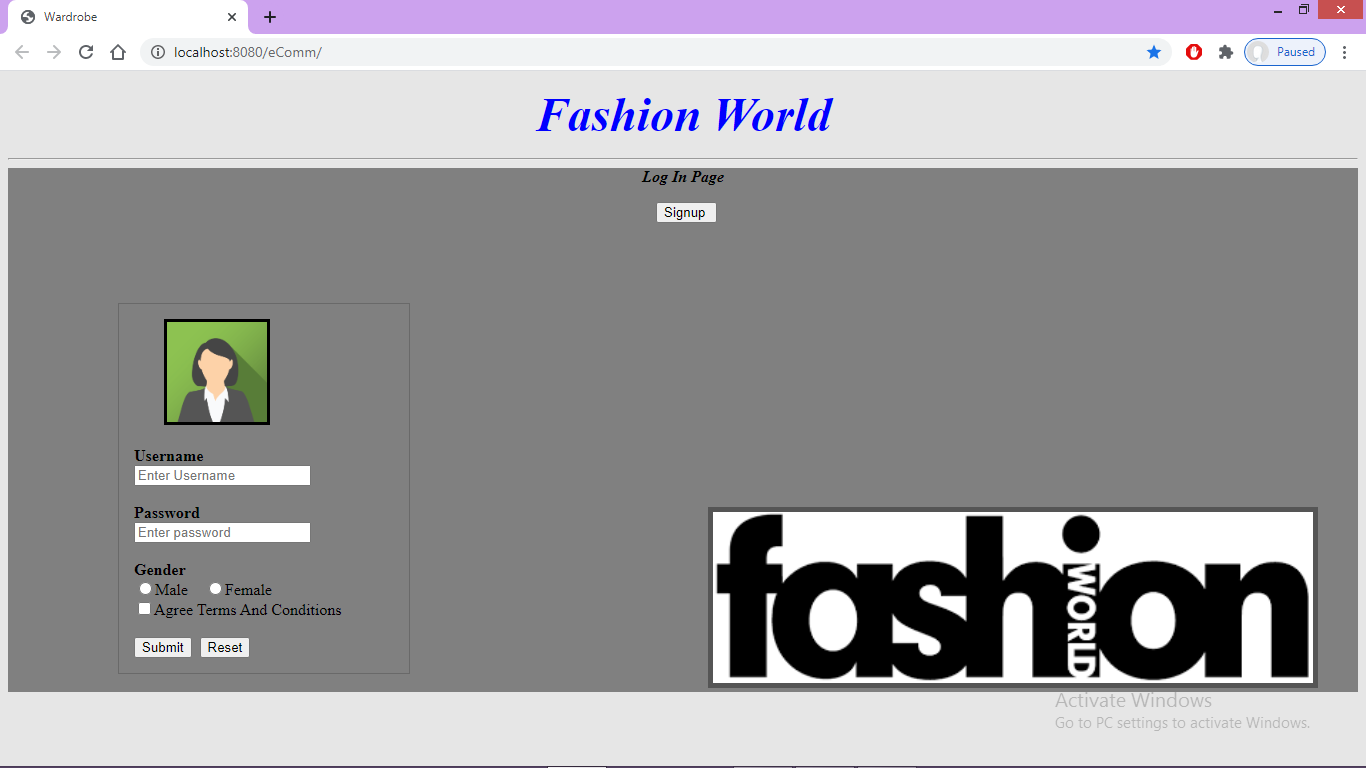 Wardrobe
localhost:8080/eComm/
Paused
Fashion World
Log In Page
Signup
Username
Enter Username
Password
Enter password
Gender
Male Female
Agree Terms And Conditions
Submit Reset
fashion
WORLD
Activate Windows
Go to PC settings to activate Windows.